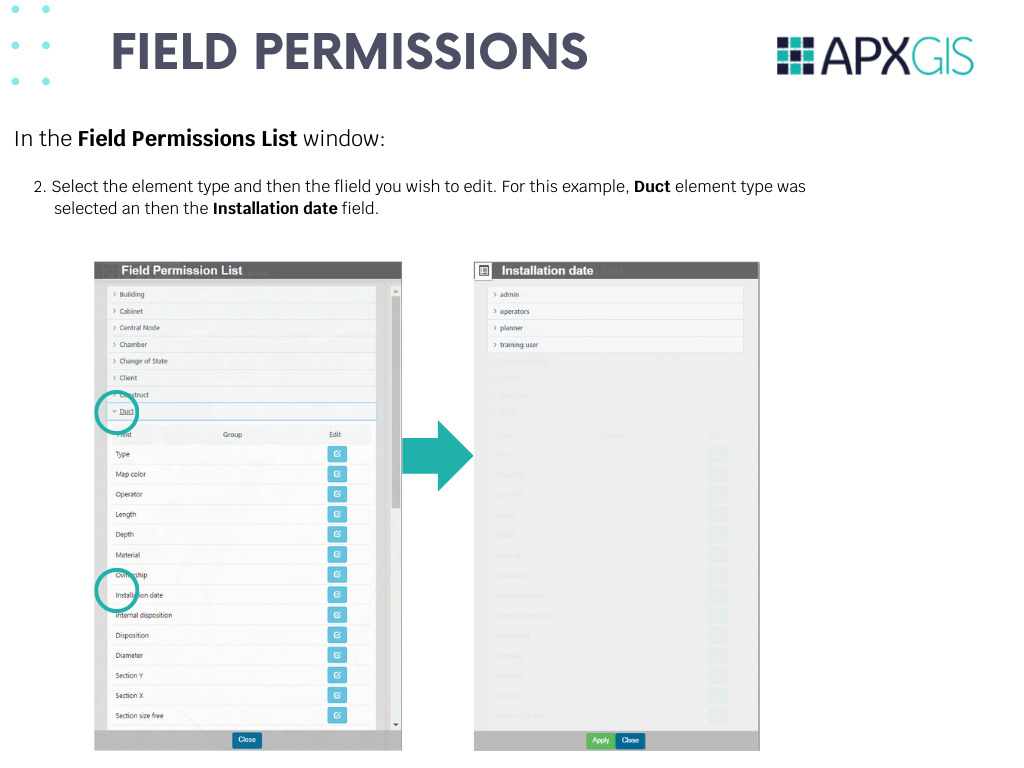 FIELD PERMISSIONS
APXGIS
In the Field Permissions List window:
2. Select the element type and then the flield you wish to edit. For this example, Duct element type was
selected an then the Installation date field.
Field Permission List
Building
Cabinet
Central Node
Chamber
Change of State
Client
Construct
Duct
Field Group Edit
Type
Map color
Operator
Length
Depth
Material
Ownership
Installation date
Internal disposition
Disposition
Diameter
Section Y
Section X
Section size free
Close
Installation date
admin
operators
planner
training user
Apply Close